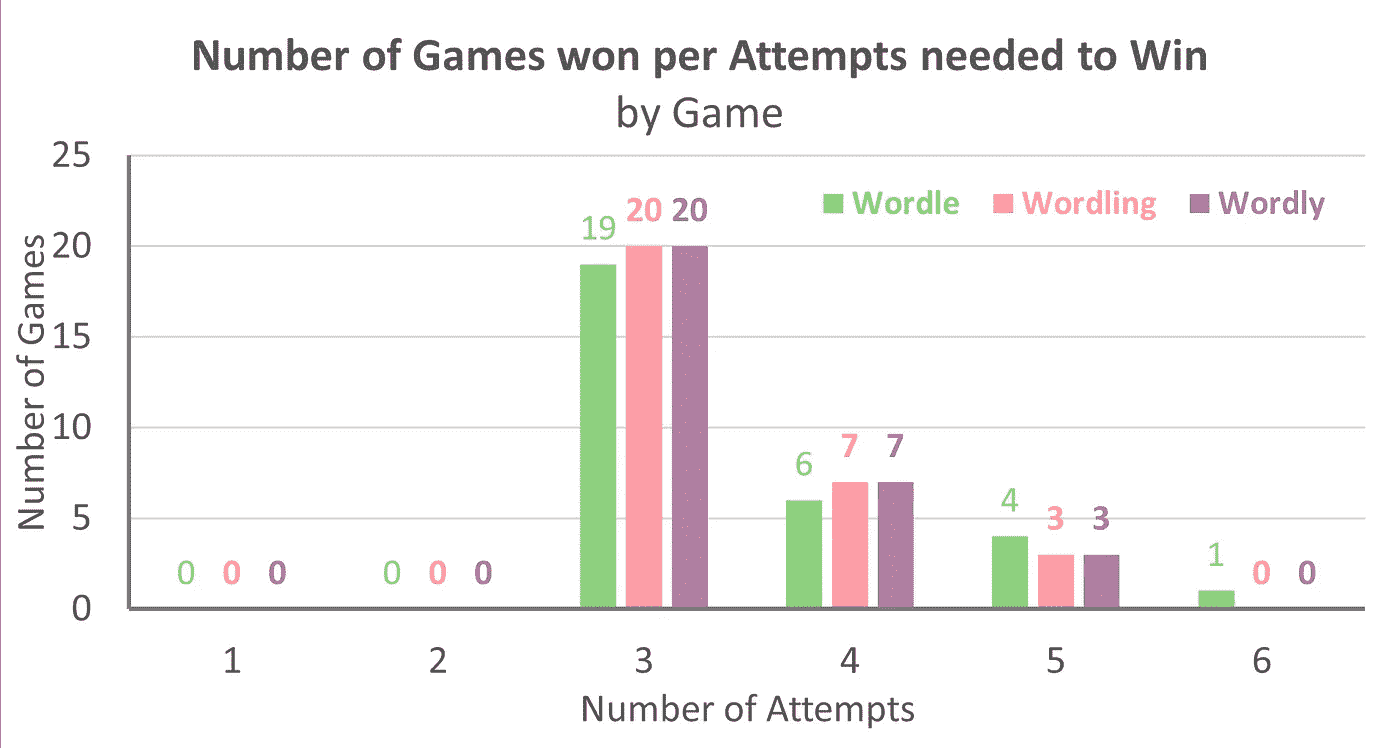 Number of Games won per Attempts needed to Win
by Game
25
20
15
10
5
0
Number of Games
Wordle Wordling Wordly
0 0 0
0 0 0
19 20 20
6 7 7
4 3 3
1 0 0
1 2 3 4 5 6
Number of Attempts